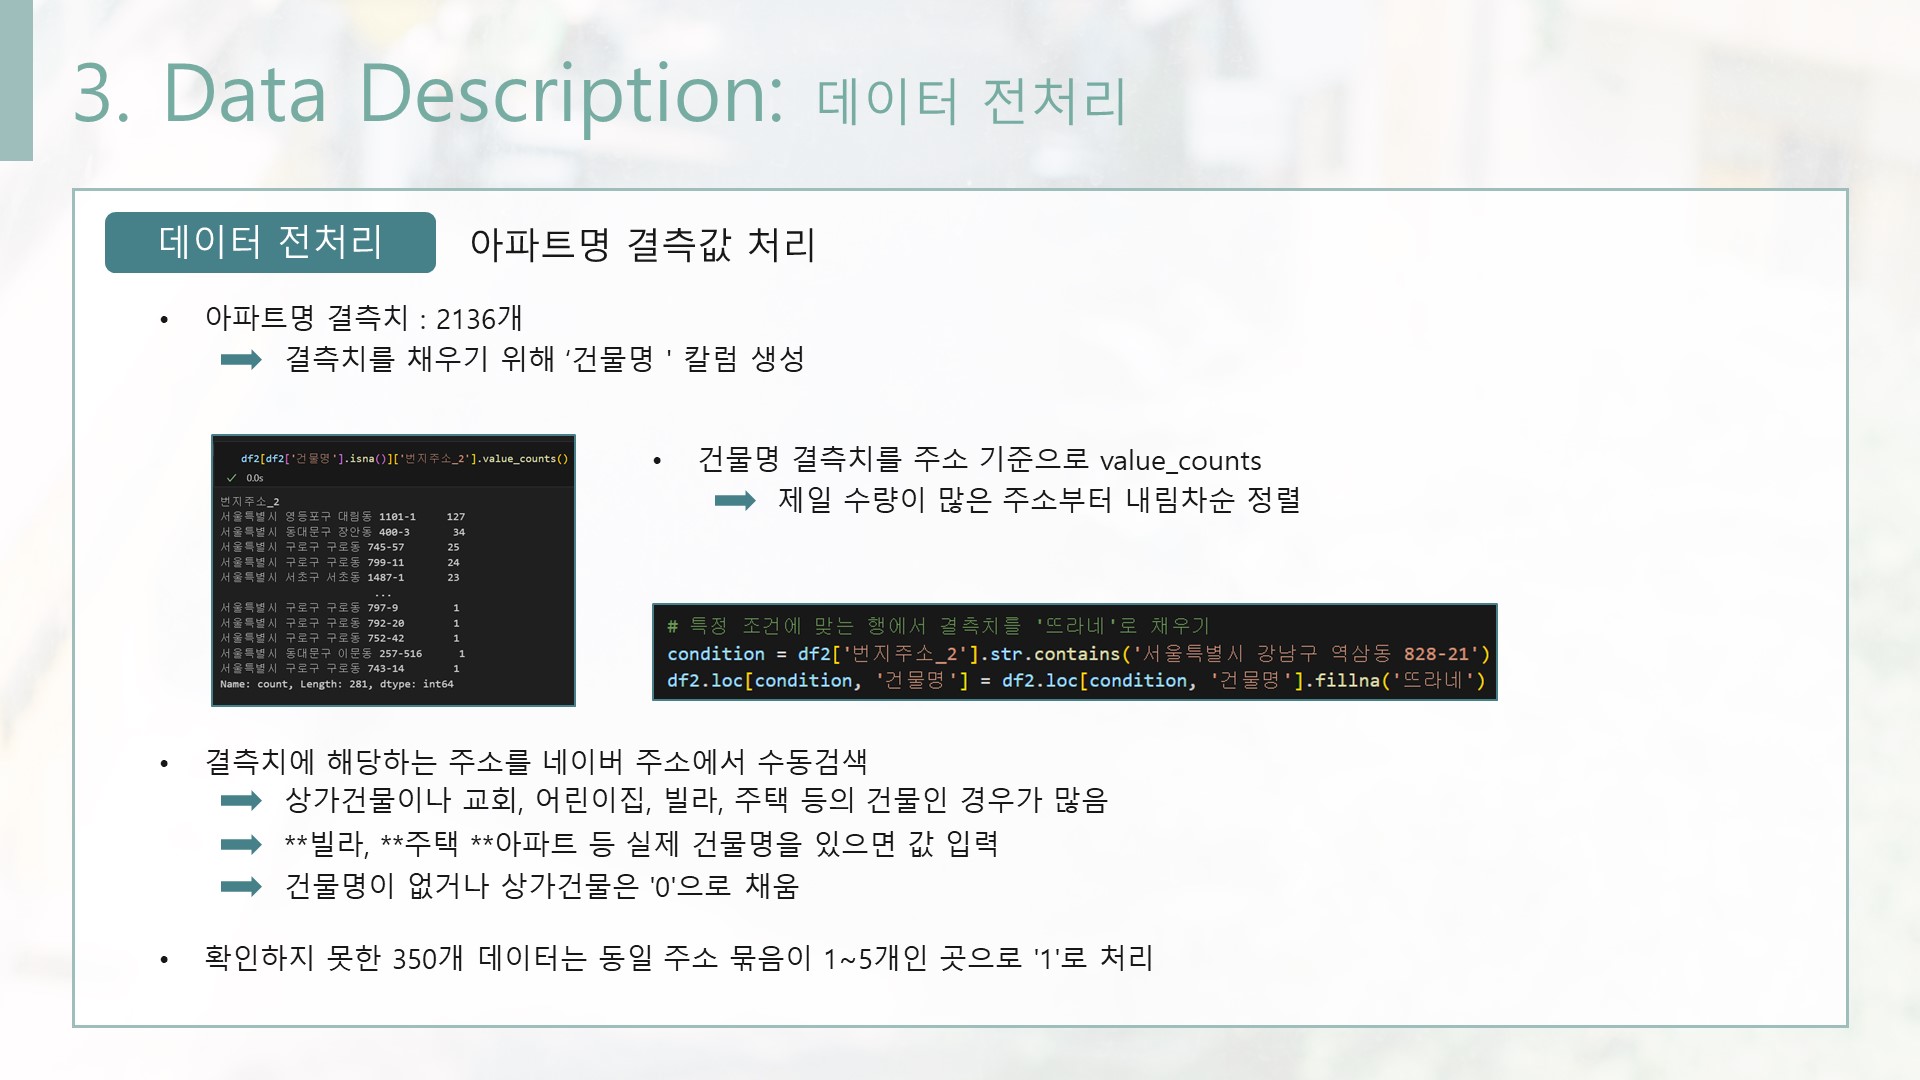 3. Data Description: 데이터 전처리
데이터 전처리
아파트명 결측값 처리
• 아파트명 결측치 : 2136개
결측치를 채우기 위해 ‘건물명 ' 칼럼 생성
df2[df2['건물명'].isna()]['번지주소_2'].value_counts()
✓ 0.0s
번지주소_2
서울특별시 영등포구 대림동 1101-1 127
서울특별시 동대문구 장안동 400-3 34
서울특별시 구로구 구로동 745-57 25
서울특별시 구로구 구로동 799-11 24
서울특별시 서초구 서초동 1487-1 23
...
서울특별시 구로구 구로동 797-9 1
서울특별시 구로구 구로동 792-20 1
서울특별시 구로구 구로동 752-42 1
서울특별시 동대문구 이문동 257-516 1
서울특별시 구로구 구로동 743-14 1
Name: count, Length: 281, dtype: int64
• 건물명 결측치를 주소 기준으로 value_counts
제일 수량이 많은 주소부터 내림차순 정렬
# 특정 조건에 맞는 행에서 결측치를 '뜨라네'로 채우기
condition = df2['번지주소_2'].str.contains('서울특별시 강남구 역삼동 828-21')
df2.loc[condition, '건물명'] = df2.loc[condition, '건물명'].fillna('뜨라네')
• 결측치에 해당하는 주소를 네이버 주소에서 수동검색
상가건물이나 교회, 어린이집, 빌라, 주택 등의 건물인 경우가 많음
**빌라, **주택 **아파트 등 실제 건물명을 있으면 값 입력
건물명이 없거나 상가건물은 '0'으로 채움
• 확인하지 못한 350개 데이터는 동일 주소 묶음이 1~5개인 곳으로 '1'로 처리